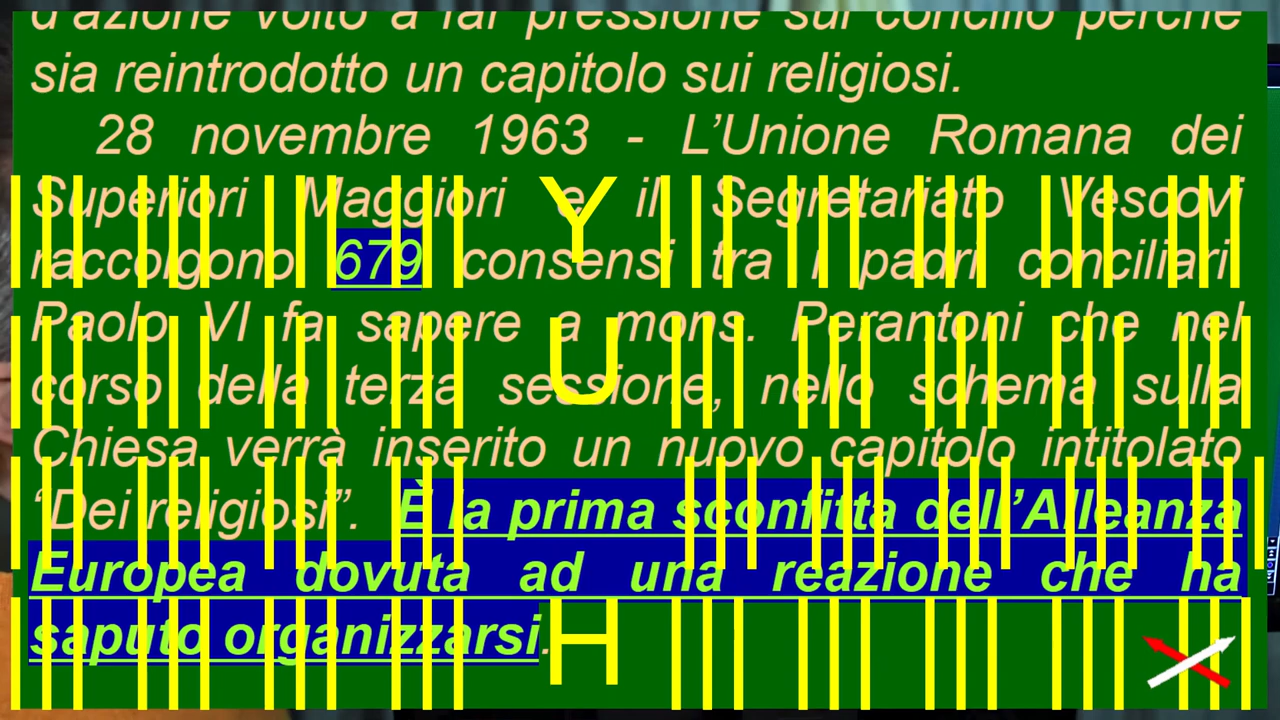 d'azione volto a far pressione sul concilio perché
sia reintrodotto un capitolo sui religiosi.
28 novembre 1963 - L’Unione Romana dei
Superiori Maggiori e il Segretariato Vescovi
raccolgono 679 consensi fra i padri conciliari.
Paolo VI fa sapere a mons. Perantoni che nel
corso della terza sessione, nello schema sulla
Chiesa verrà inserito un nuovo capitolo intitolato
“Dei religiosi”. È la prima sconfitta dell’Alleanza
Europea dovuta ad una reazione che ha
saputo organizzarsi.
Y
U
H